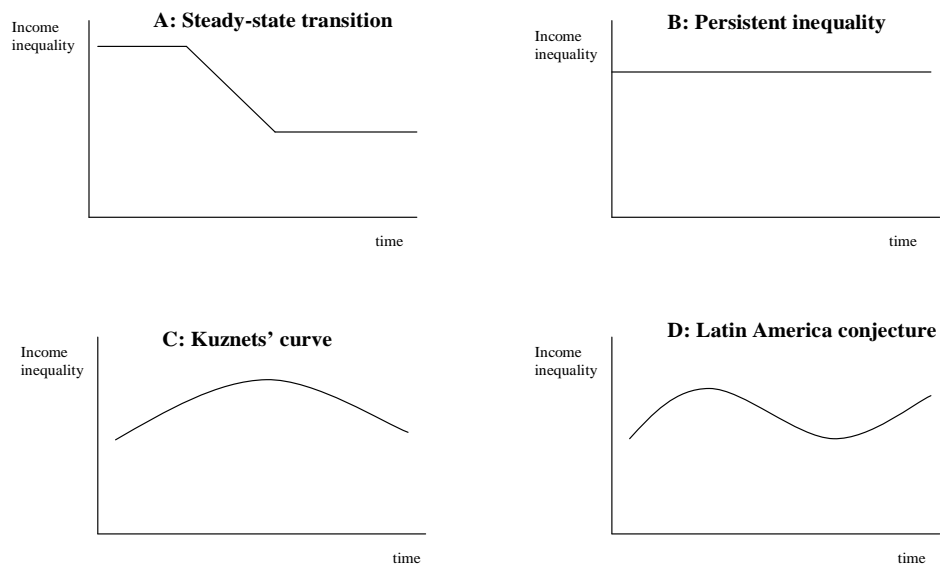 A: Steady-state transition
Income
inequality
time
B: Persistent inequality
Income
inequality
time
C: Kuznets’ curve
Income
inequality
time
D: Latin America conjecture
Income
inequality
time